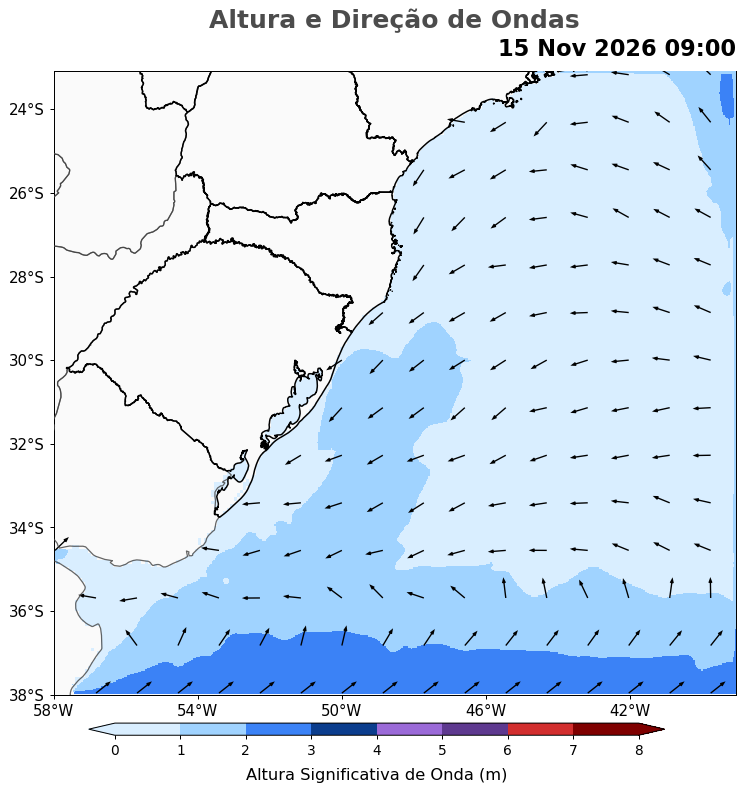 Altura e Direção de Ondas
15 Nov 2026 09:00
24°S
26°S
28°S
30°S
32°S
34°S
36°S
38°S
58°W 54°W 50°W 46°W 42°W
0 1 2 3 4 5 6 7 8
Altura Significativa de Onda (m)